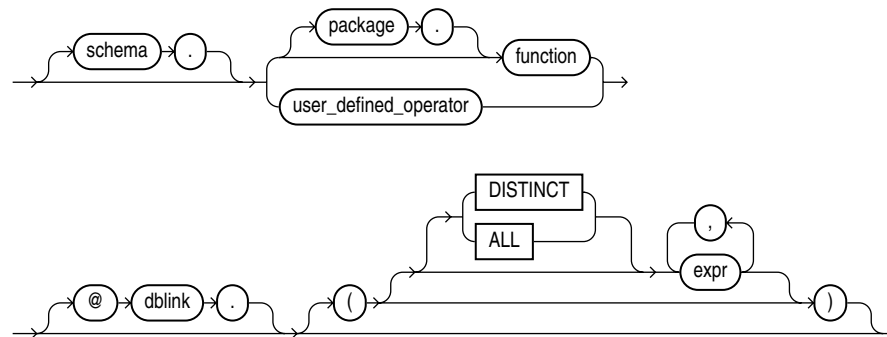 schema . package . function
user_defined_operator
DISTINCT
ALL
,
@ dblink . ( expr )